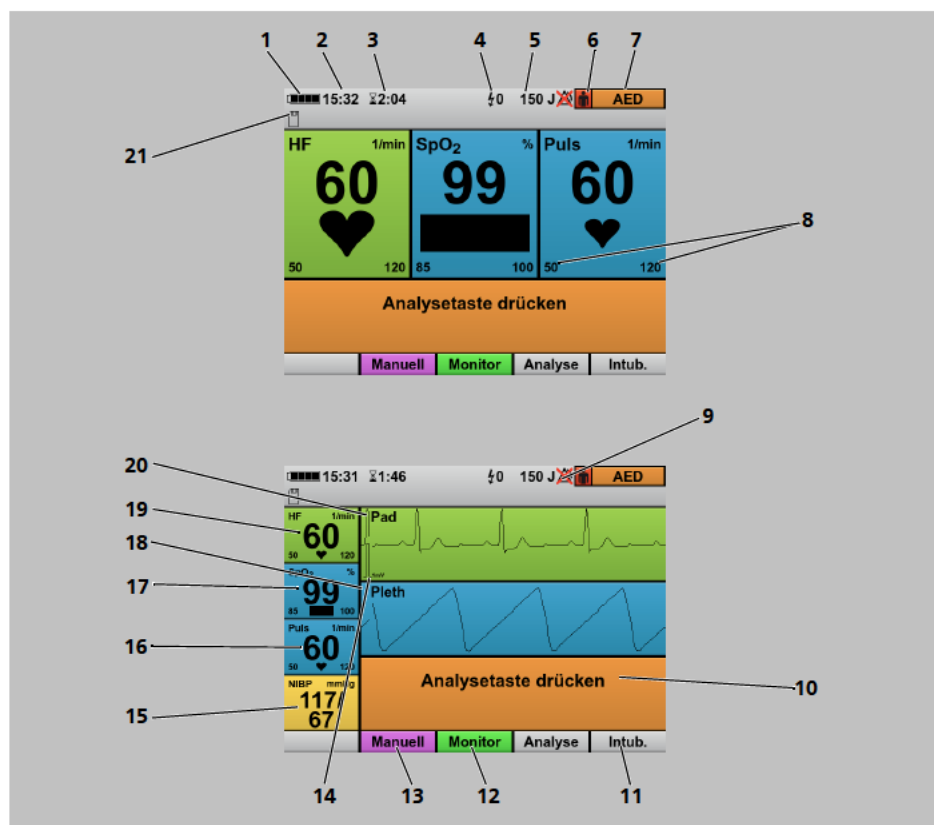 1 2 3 4 5 6 7
15:32 2:04 0 150 J AED
21
HF 1/min SpO₂ % Puls 1/min
60 99 60
8
50 120 85 100 50 120
Analysetaste drücken
Manuell Monitor Analyse Intub.
9
20
15:31 1:46 0 150 J AED
19
HF 1/min Pad
60
18
50 120
SpO₂ %
17
99 Pleth
85 100
Puls 1/min
16
60
50 120
NIBP mmHg
Analysetaste drücken
10
15
117/
67
Manuell Monitor Analyse Intub.
14 13 12 11